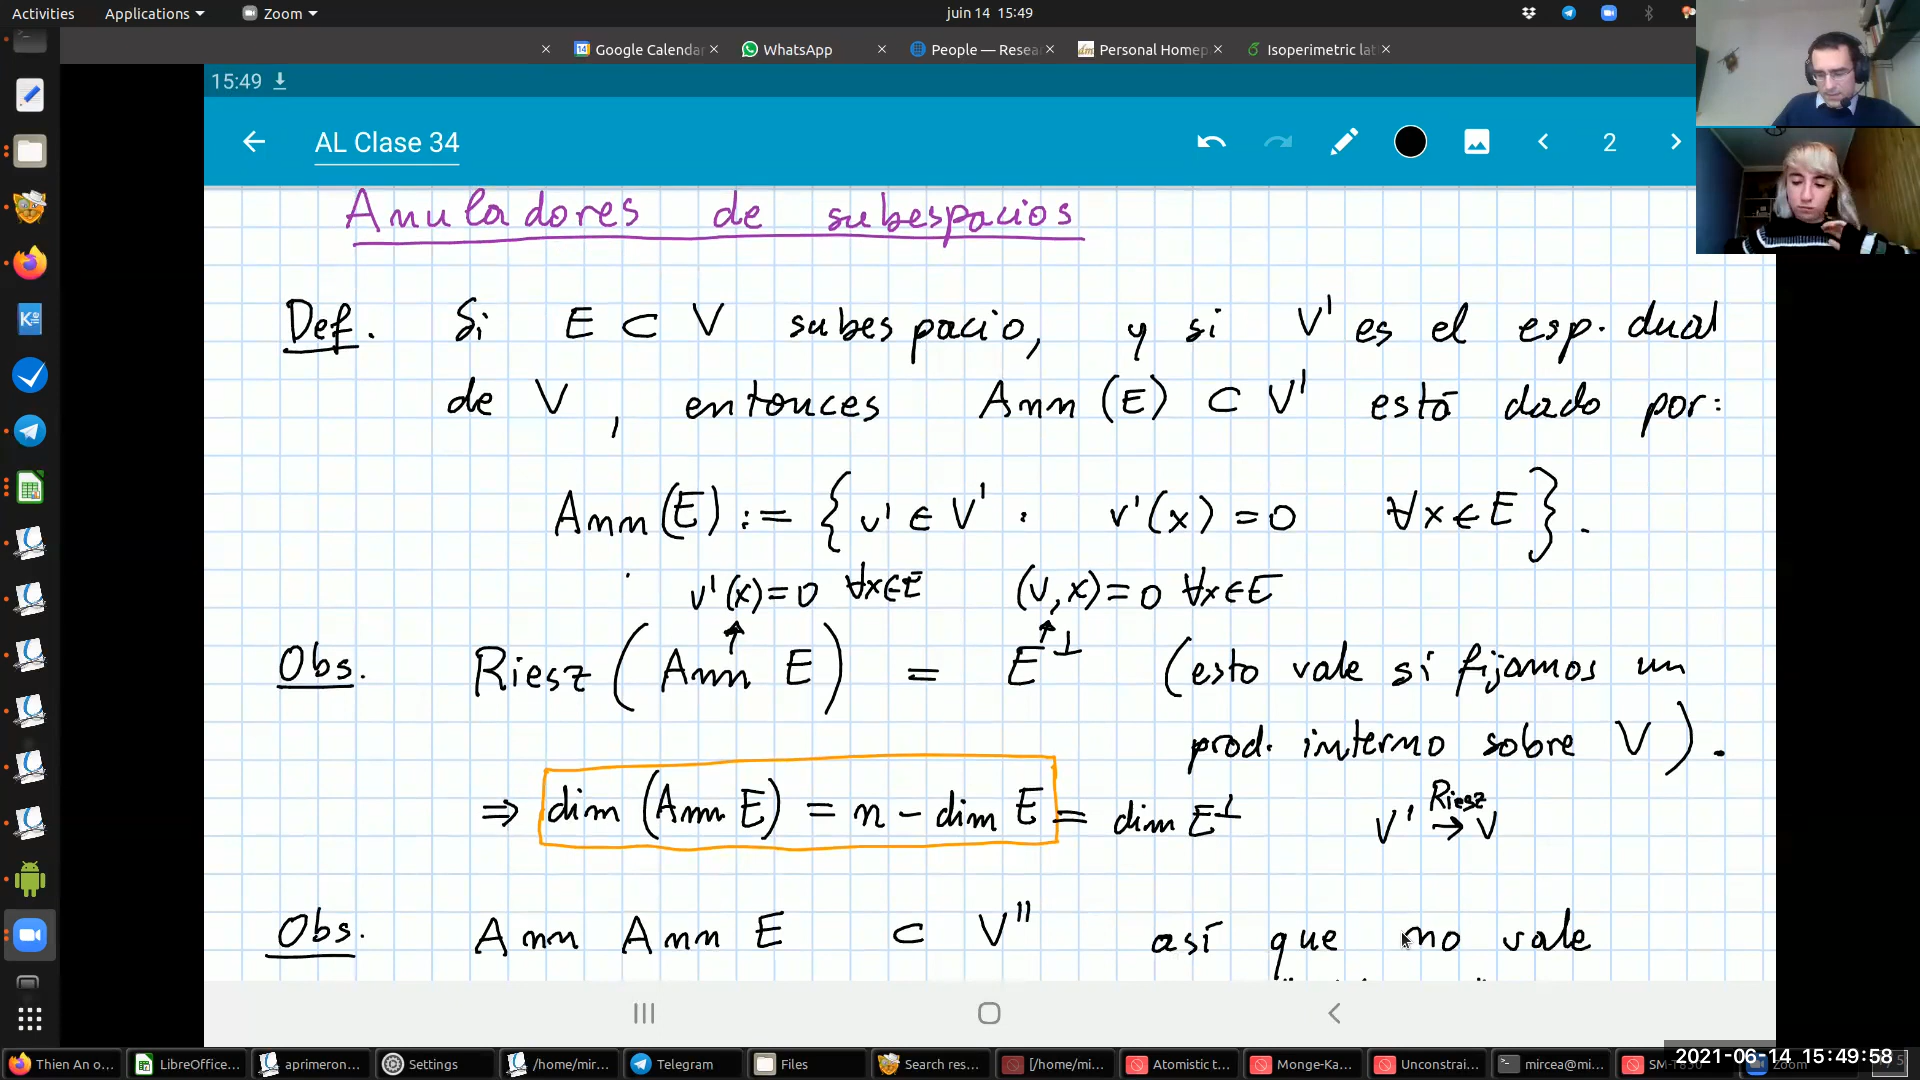 Activities Applications Zoom juin 14 15:49
Google Calenda WhatsApp People — Resea Personal Homep Isoperimetric lat
15:49
AL Clase 34 2
Anuladores de subespacios
Def. Si E ⊂ V subespacio, y si V' es el esp. dual
de V, entonces Ann(E) ⊂ V' está dado por:
Ann(E) := { v' ∈ V' : v'(x) = 0 ∀x ∈ E }.
v'(x)=0 ∀x∈E (v,x)=0 ∀x∈E
Obs. Riesz (Ann E) = E^⊥ (esto vale si fijamos un
prod. interno sobre V).
⇒ dim (Ann E) = n − dim E = dim E^⊥ V' Riesz→ V
Obs. Ann Ann E ⊂ V'' así que no vale
2021-06-14 15:49:58
Thien An o... LibreOffice... aprimeron... Settings /home/mir... Telegram Files Search res... [/home/mi... Atomistic t... Monge-Ka... Unconstrai... mircea@mi... Zoom